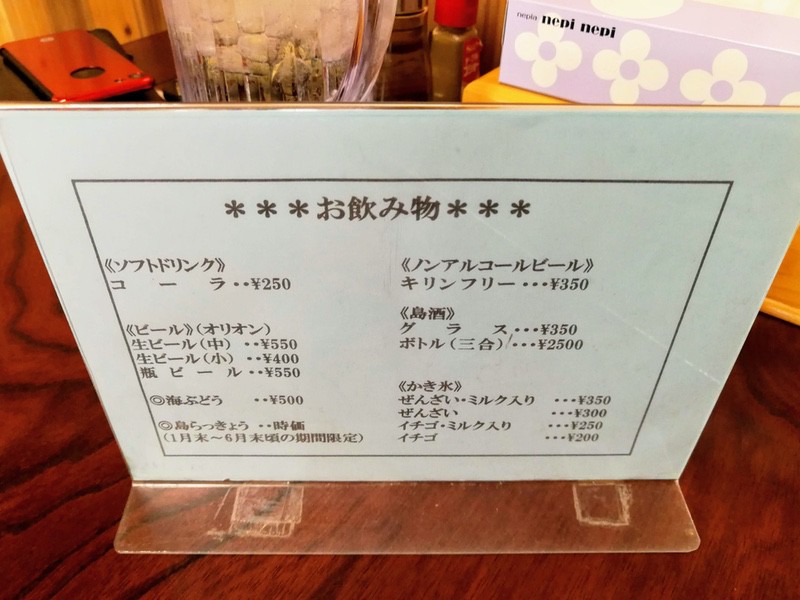 nepia nepi nepi
＊＊＊お飲み物＊＊＊
《ソフトドリンク》
コーラ‥¥250
《ビール》(オリオン)
生ビール(中)‥¥550
生ビール(小)‥¥400
瓶ビール‥¥550
◎海ぶどう ‥¥500
◎島らっきょう‥時価
(1月末～6月末頃の期間限定)
《ノンアルコールビール》
キリンフリー…¥350
《島酒》
グラス…¥350
ボトル(三合)…¥2500
《かき氷》
ぜんざい・ミルク入り …¥350
ぜんざい …¥300
イチゴ・ミルク入り …¥250
イチゴ …¥200